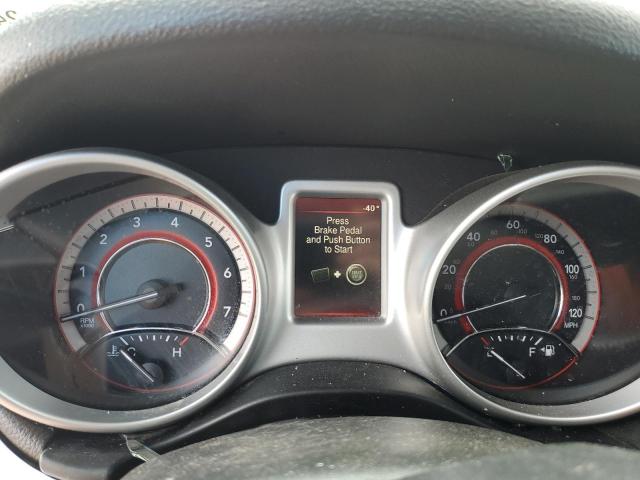 -40°
Press
Brake Pedal
and Push Button
to Start
+
0 1 2 3 4 5 6 7
RPM
x1000
C H
0 20 40 60 80 100 120
MPH
F